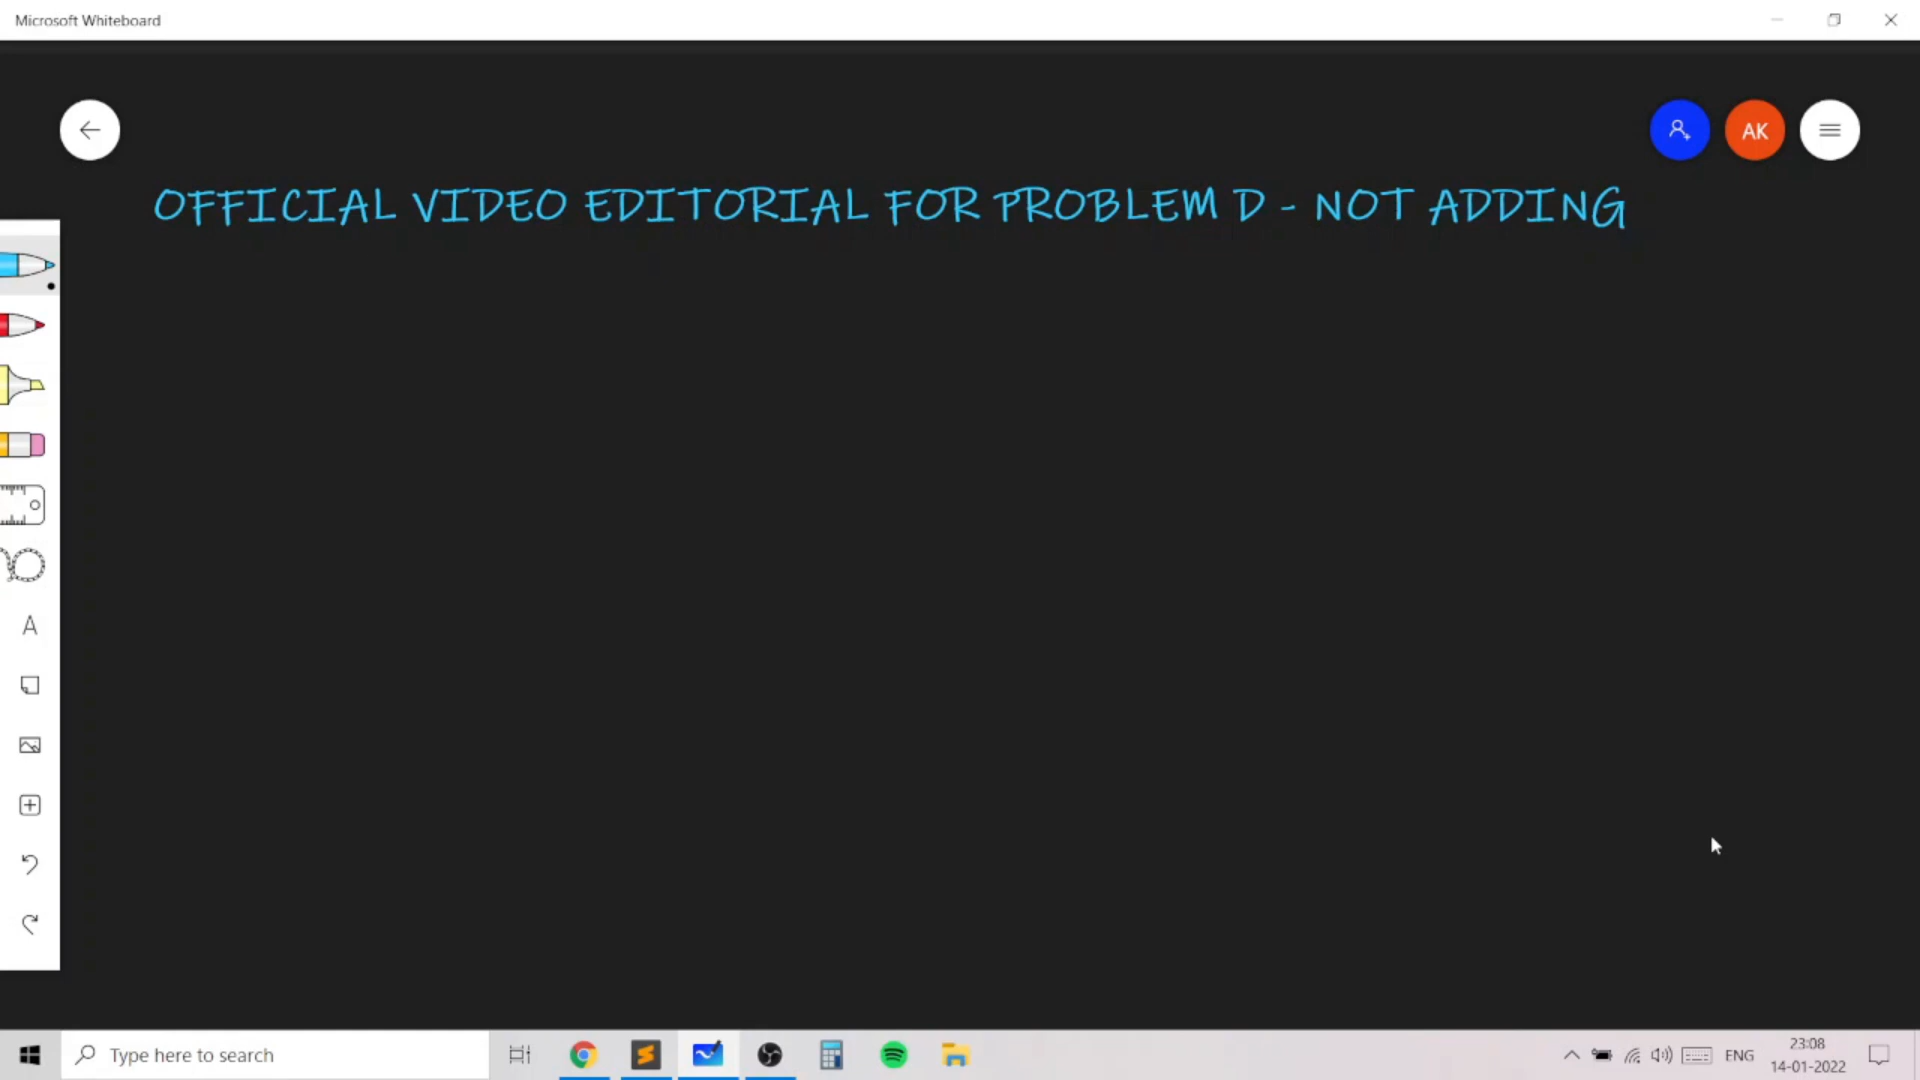 Microsoft Whiteboard
AK
OFFICIAL VIDEO EDITORIAL FOR PROBLEM D - NOT ADDING
A
Type here to search
ENG
23:08
14-01-2022